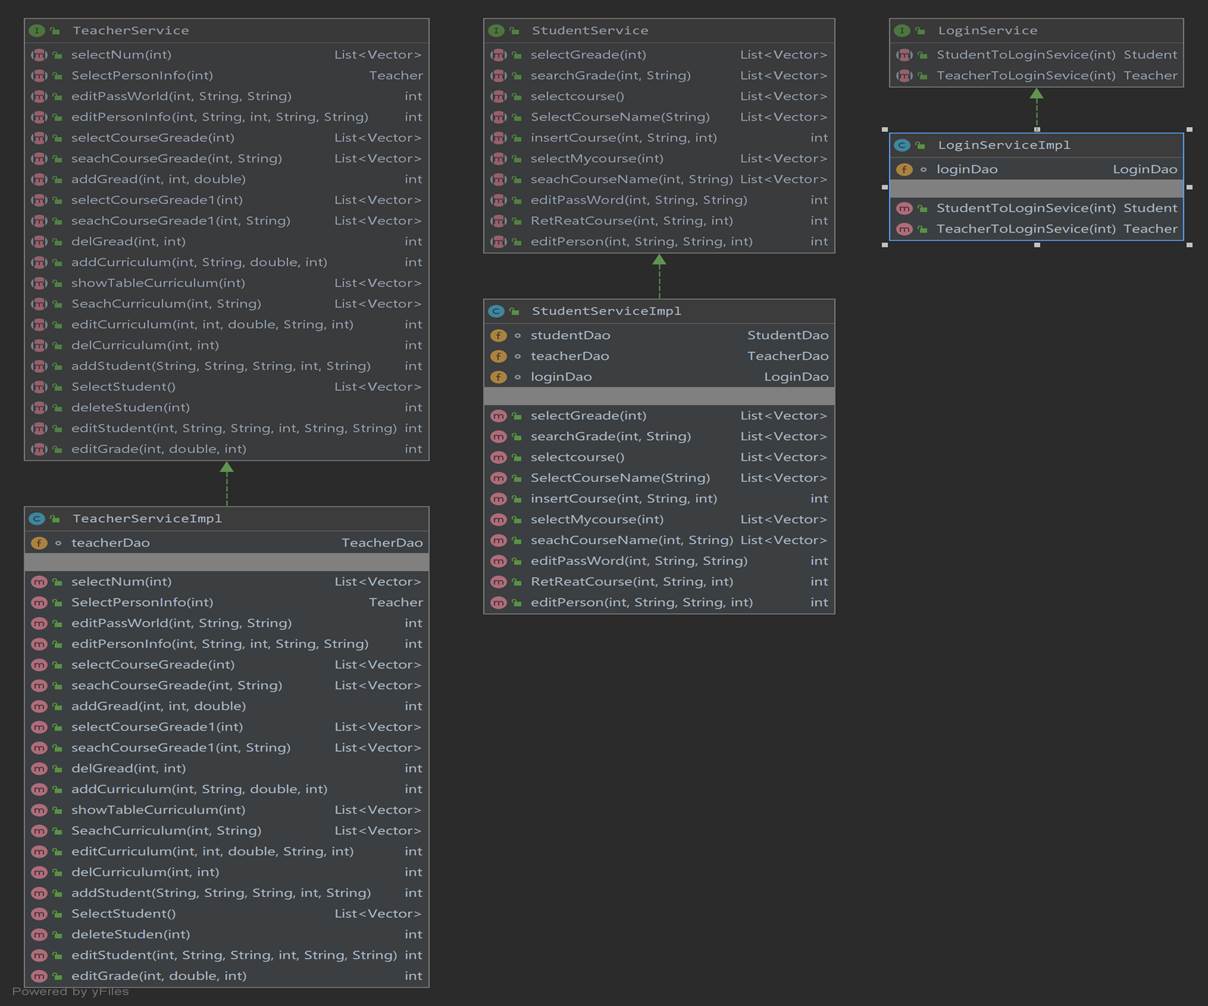 TeacherService
selectNum(int) List<Vector>
SelectPersonInfo(int) Teacher
editPassWorld(int, String, String) int
editPersonInfo(int, String, int, String, String) int
selectCourseGreade(int) List<Vector>
seachCourseGreade(int, String) List<Vector>
addGread(int, int, double) int
selectCourseGreade1(int) List<Vector>
seachCourseGreade1(int, String) List<Vector>
delGread(int, int) int
addCurriculum(int, String, double, int) int
showTableCurriculum(int) List<Vector>
SeachCurriculum(int, String) List<Vector>
editCurriculum(int, int, double, String, int) int
delCurriculum(int, int) int
addStudent(String, String, String, int, String) int
SelectStudent() List<Vector>
deleteStuden(int) int
editStudent(int, String, String, int, String, String) int
editGrade(int, double, int) int
TeacherServiceImpl
teacherDao TeacherDao
selectNum(int) List<Vector>
SelectPersonInfo(int) Teacher
editPassWorld(int, String, String) int
editPersonInfo(int, String, int, String, String) int
selectCourseGreade(int) List<Vector>
seachCourseGreade(int, String) List<Vector>
addGread(int, int, double) int
selectCourseGreade1(int) List<Vector>
seachCourseGreade1(int, String) List<Vector>
delGread(int, int) int
addCurriculum(int, String, double, int) int
showTableCurriculum(int) List<Vector>
SeachCurriculum(int, String) List<Vector>
editCurriculum(int, int, double, String, int) int
delCurriculum(int, int) int
addStudent(String, String, String, int, String) int
SelectStudent() List<Vector>
deleteStuden(int) int
editStudent(int, String, String, int, String, String) int
editGrade(int, double, int) int
StudentService
selectGreade(int) List<Vector>
searchGrade(int, String) List<Vector>
selectcourse() List<Vector>
SelectCourseName(String) List<Vector>
insertCourse(int, String, int) int
selectMycourse(int) List<Vector>
seachCourseName(int, String) List<Vector>
editPassWord(int, String, String) int
RetReatCourse(int, String, int) int
editPerson(int, String, String, int) int
StudentServiceImpl
studentDao StudentDao
teacherDao TeacherDao
loginDao LoginDao
selectGreade(int) List<Vector>
searchGrade(int, String) List<Vector>
selectcourse() List<Vector>
SelectCourseName(String) List<Vector>
insertCourse(int, String, int) int
selectMycourse(int) List<Vector>
seachCourseName(int, String) List<Vector>
editPassWord(int, String, String) int
RetReatCourse(int, String, int) int
editPerson(int, String, String, int) int
LoginService
StudentToLoginSevice(int) Student
TeacherToLoginSevice(int) Teacher
LoginServiceImpl
loginDao LoginDao
StudentToLoginSevice(int) Student
TeacherToLoginSevice(int) Teacher
Powered by yFiles